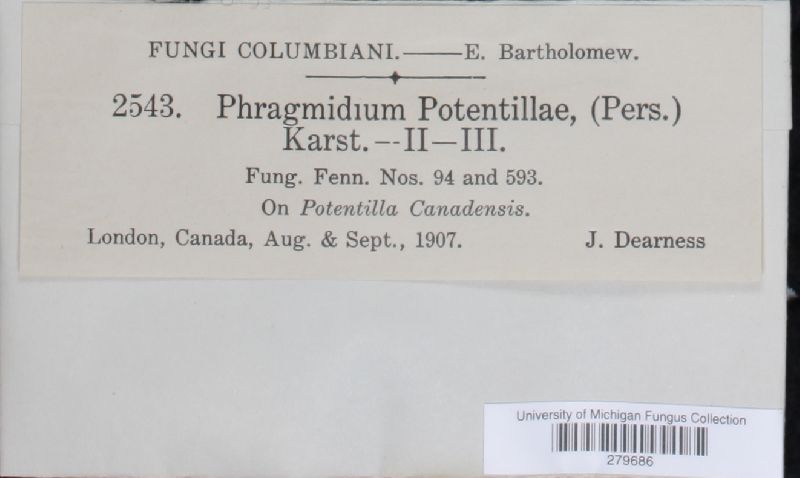 FUNGI COLUMBIANI.——E. Bartholomew.
2543. Phragmidium Potentillae, (Pers.)
Karst.--II—III.
Fung. Fenn. Nos. 94 and 593.
On Potentilla Canadensis.
London, Canada, Aug. & Sept., 1907. J. Dearness
University of Michigan Fungus Collection
279686